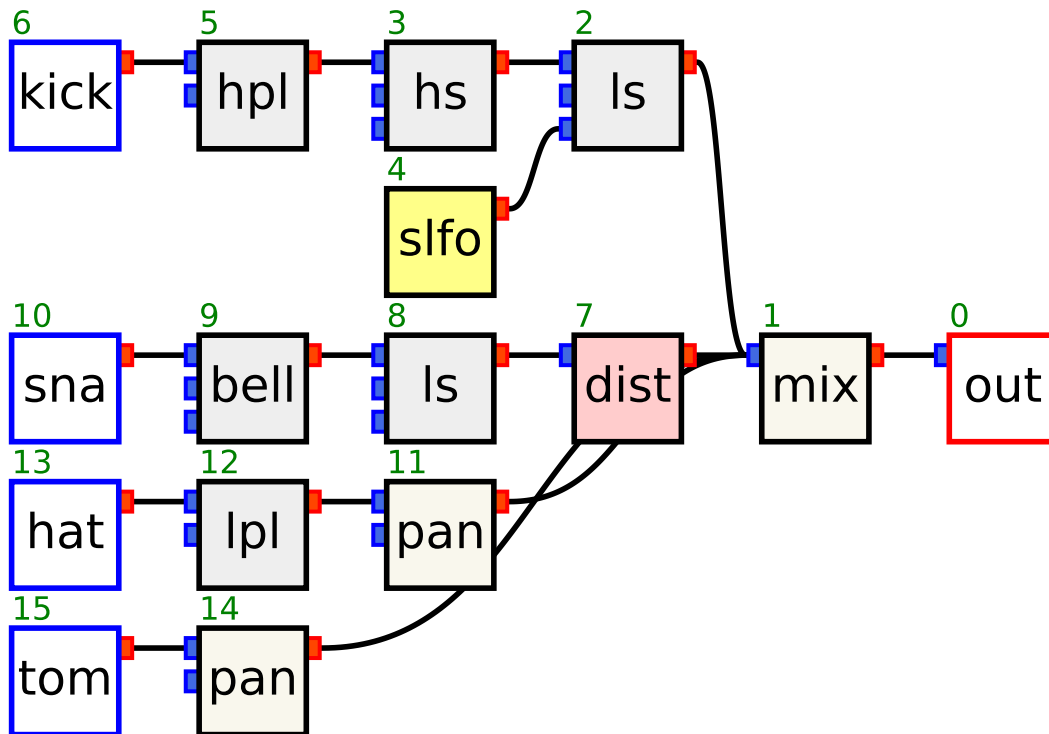 6 5 3 2
kick hpl hs ls
4
slfo
10 9 8 7 1 0
sna bell ls dist mix out
13 12 11
hat lpl pan
15 14
tom pan